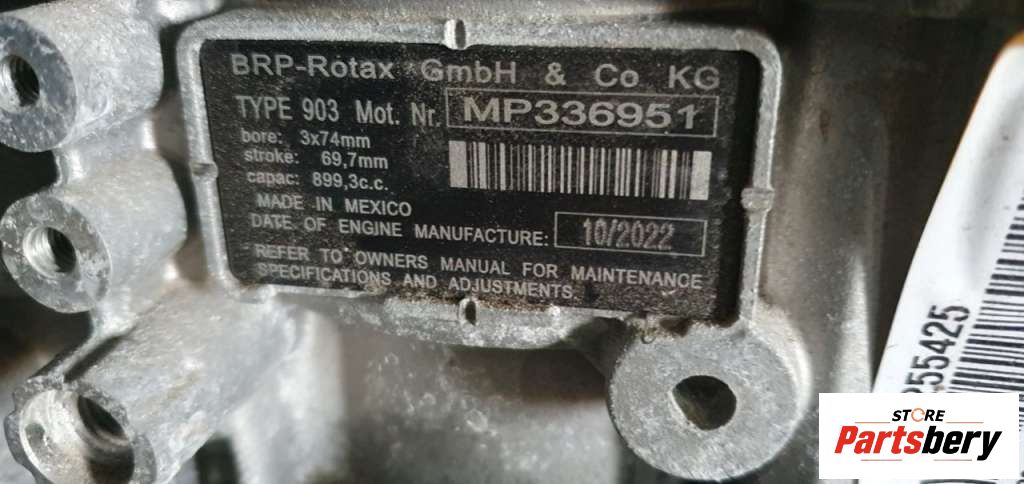 BRP-Rotax GmbH & Co KG
TYPE 903 Mot. Nr. MP336951
bore: 3x74mm
stroke: 69,7mm
capac: 899,3c.c.
MADE IN MEXICO
DATE OF ENGINE MANUFACTURE: 10/2022
REFER TO OWNERS MANUAL FOR MAINTENANCE
SPECIFICATIONS AND ADJUSTMENTS.
255425
STORE
Partsbery